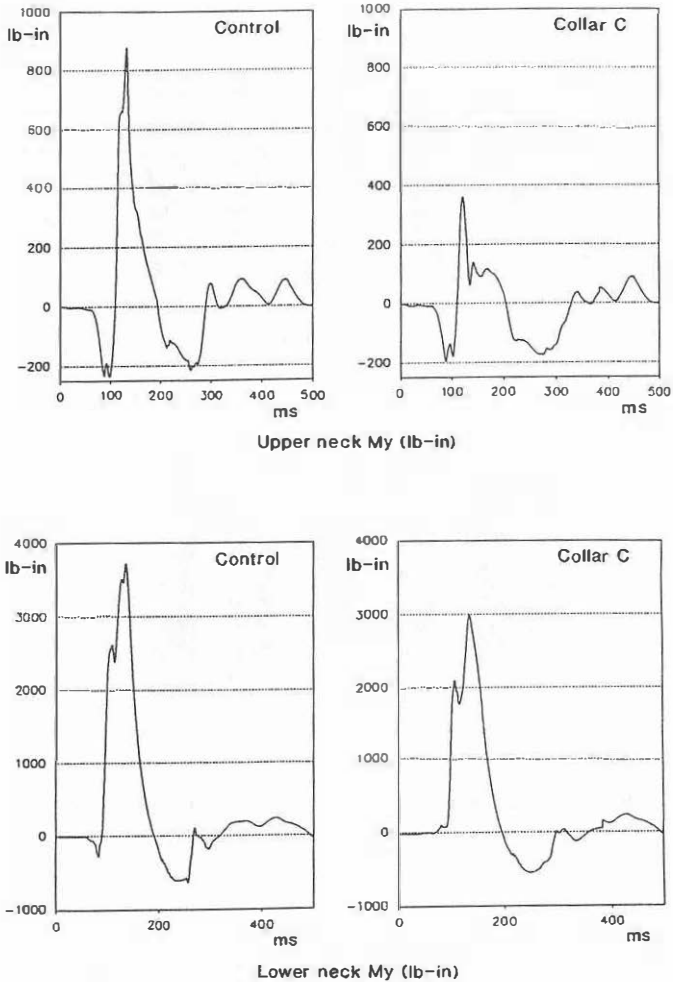 1000
lb-in
Control
800
600
400
200
0
-200
0 100 200 300 400 500
ms
1000
lb-in
Collar C
800
600
400
200
0
-200
0 100 200 300 400 500
ms
Upper neck My (lb-in)
4000
lb-in
Control
3000
2000
1000
0
-1000
0 200 400
ms
4000
lb-in
Collar C
3000
2000
1000
0
-1000
0 200 400
ms
Lower neck My (lb-in)